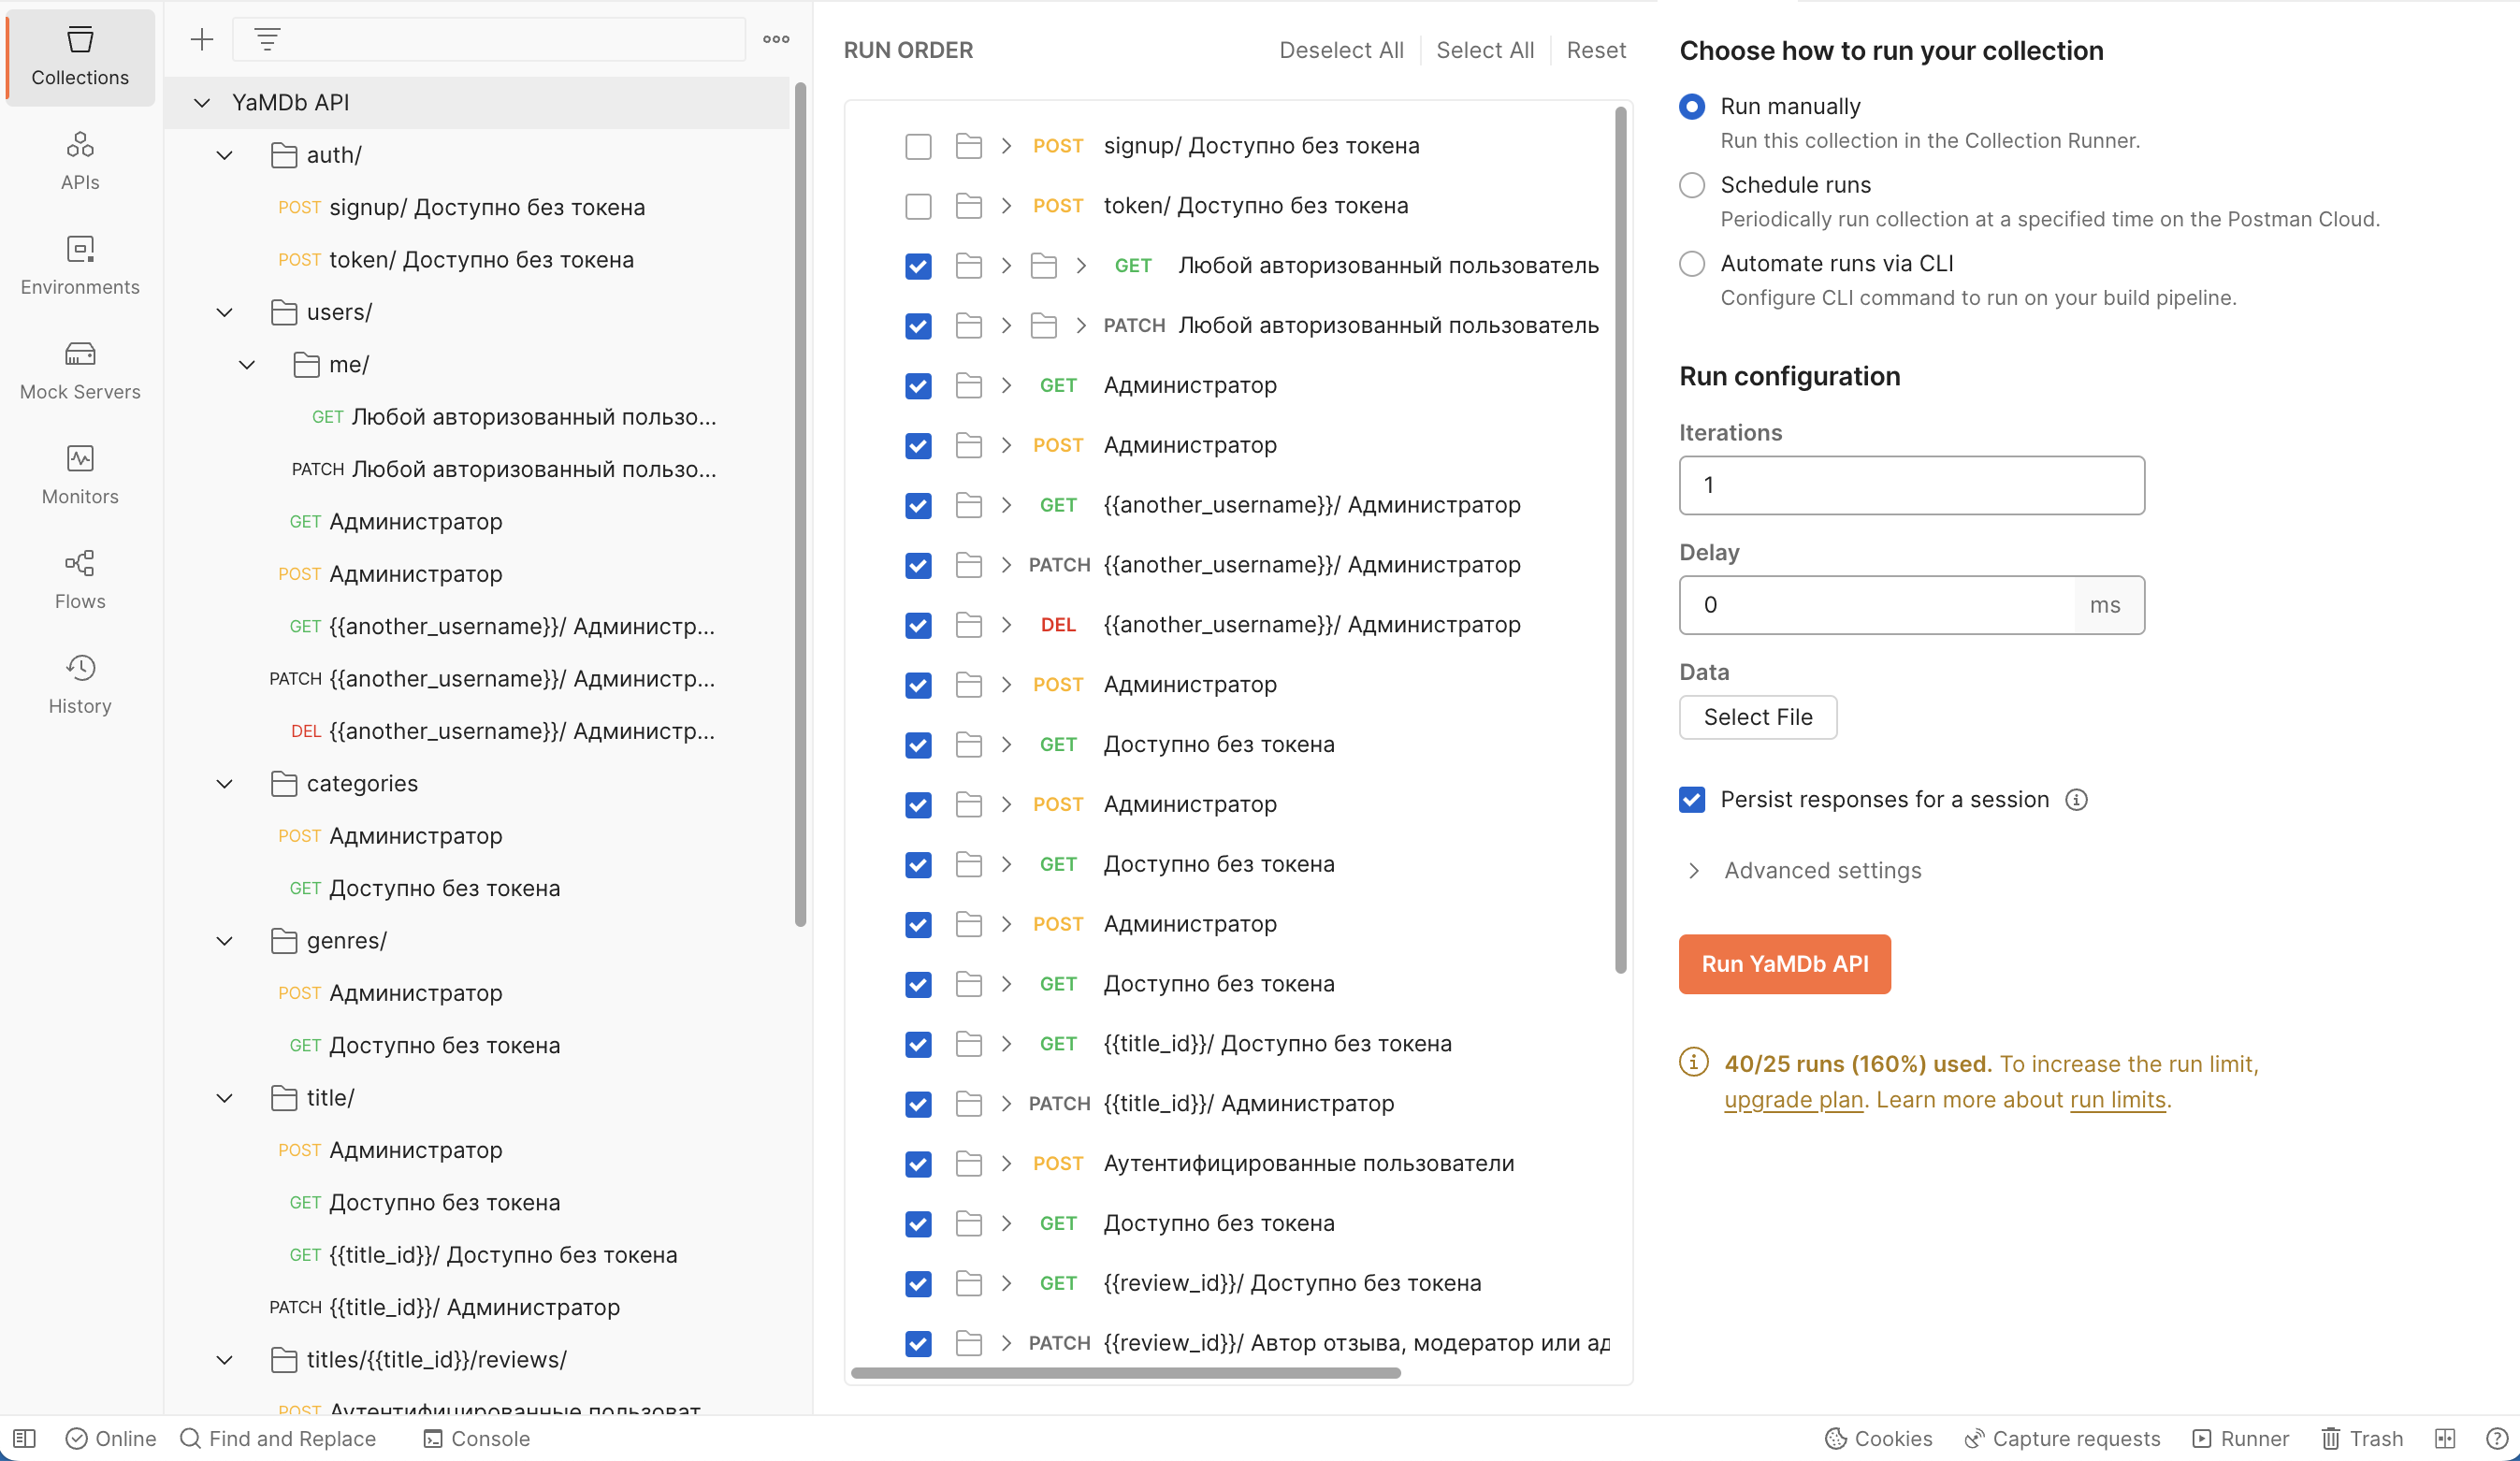 Collections
APIs
Environments
Mock Servers
Monitors
Flows
History
YaMDb API
auth/
POST signup/ Доступно без токена
POST token/ Доступно без токена
users/
me/
GET Любой авторизованный пользо...
PATCH Любой авторизованный пользо...
GET Администратор
POST Администратор
GET {{another_username}}/ Администр...
PATCH {{another_username}}/ Администр...
DEL {{another_username}}/ Администр...
categories
POST Администратор
GET Доступно без токена
genres/
POST Администратор
GET Доступно без токена
title/
POST Администратор
GET Доступно без токена
GET {{title_id}}/ Доступно без токена
PATCH {{title_id}}/ Администратор
titles/{{title_id}}/reviews/
POST Аутентифицированные пользоват
RUN ORDER
Deselect All
Select All
Reset
POST signup/ Доступно без токена
POST token/ Доступно без токена
GET Любой авторизованный пользователь
PATCH Любой авторизованный пользователь
GET Администратор
POST Администратор
GET {{another_username}}/ Администратор
PATCH {{another_username}}/ Администратор
DEL {{another_username}}/ Администратор
POST Администратор
GET Доступно без токена
POST Администратор
GET Доступно без токена
POST Администратор
GET Доступно без токена
GET {{title_id}}/ Доступно без токена
PATCH {{title_id}}/ Администратор
POST Аутентифицированные пользователи
GET Доступно без токена
GET {{review_id}}/ Доступно без токена
PATCH {{review_id}}/ Автор отзыва, модератор или ад
Choose how to run your collection
Run manually
Run this collection in the Collection Runner.
Schedule runs
Periodically run collection at a specified time on the Postman Cloud.
Automate runs via CLI
Configure CLI command to run on your build pipeline.
Run configuration
Iterations
1
Delay
0 ms
Data
Select File
Persist responses for a session
Advanced settings
Run YaMDb API
40/25 runs (160%) used. To increase the run limit,
upgrade plan. Learn more about run limits.
Online
Find and Replace
Console
Cookies
Capture requests
Runner
Trash